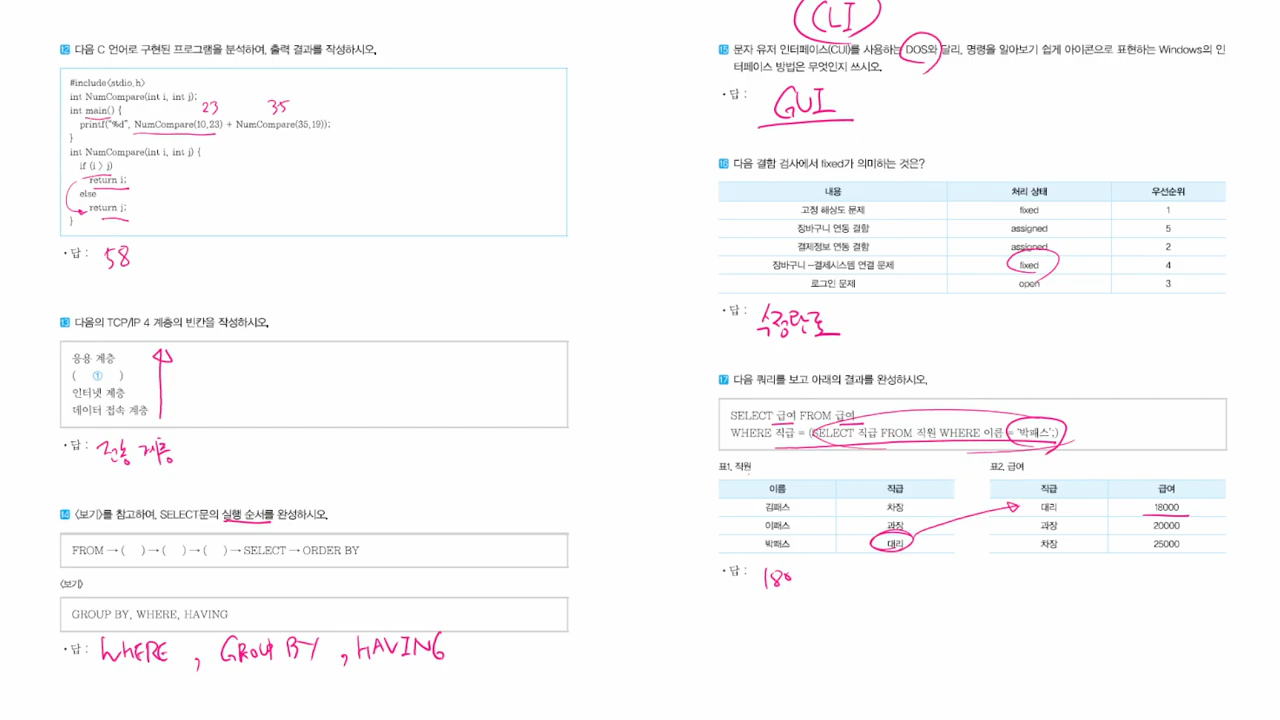 12 다음 C 언어로 구현된 프로그램을 분석하여, 출력 결과를 작성하시오.
#include<stdio.h>
int NumCompare(int i, int j);
int main() {
23 35
printf("%d", NumCompare(10,23) + NumCompare(35,19));
}
int NumCompare(int i, int j) {
if (i > j)
return i;
else
return j;
}
• 답 : 58
13 다음의 TCP/IP 4 계층의 빈칸을 작성하시오.
응용 계층
( ① )
인터넷 계층
데이터 접속 계층
• 답 : 전송 계층
14 <보기>를 참고하여, SELECT문의 실행 순서를 완성하시오.
FROM → ( ) → ( ) → ( ) → SELECT → ORDER BY
<보기>
GROUP BY, WHERE, HAVING
• 답 : WHERE , GROUP BY , HAVING
CLI
15 문자 유저 인터페이스(CUI)를 사용하는 DOS와 달리, 명령을 알아보기 쉽게 아이콘으로 표현하는 Windows의 인
터페이스 방법은 무엇인지 쓰시오.
• 답 : GUI
16 다음 결함 검사에서 fixed가 의미하는 것은?
내용 처리 상태 우선순위
고정 해상도 문제 fixed 1
장바구니 연동 결함 assigned 5
결제정보 연동 결함 assigned 2
장바구니 –결제시스템 연결 문제 fixed 4
로그인 문제 open 3
• 답 : 수정완료
17 다음 쿼리를 보고 아래의 결과를 완성하시오.
SELECT 급여 FROM 급여
WHERE 직급 = (SELECT 직급 FROM 직원 WHERE 이름 = '박패스';)
표1. 직원
이름 직급
김패스 차장
이패스 과장
박패스 대리
표2. 급여
직급 급여
대리 18000
과장 20000
차장 25000
• 답 : 180